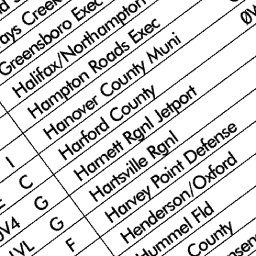 Greensboro Exec
Halifax/Northampton
Hampton Roads Exec
Hanover County Muni
I Harford County
Harnett Rgnl Jetport
C Hartsville Rgnl
G Harvey Point Defense
G Henderson/Oxford
F Hummel Fld
County